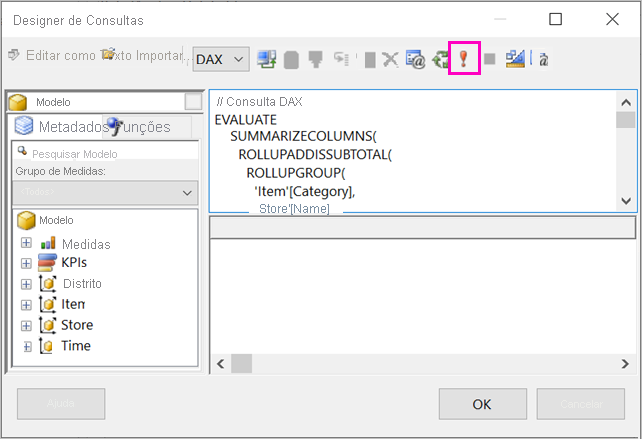 Designer de Consultas
Editar como Texto Importar...
DAX
Modelo
Metadados Funções
Pesquisar Modelo
Grupo de Medidas:
<Todos>
Modelo
Medidas
KPIs
Distrito
Item
Store
Time
// Consulta DAX
EVALUATE
SUMMARIZECOLUMNS(
ROLLUPADDISSUBTOTAL(
ROLLUPGROUP(
'Item'[Category],
Store'[Name]
Ajuda
OK
Cancelar